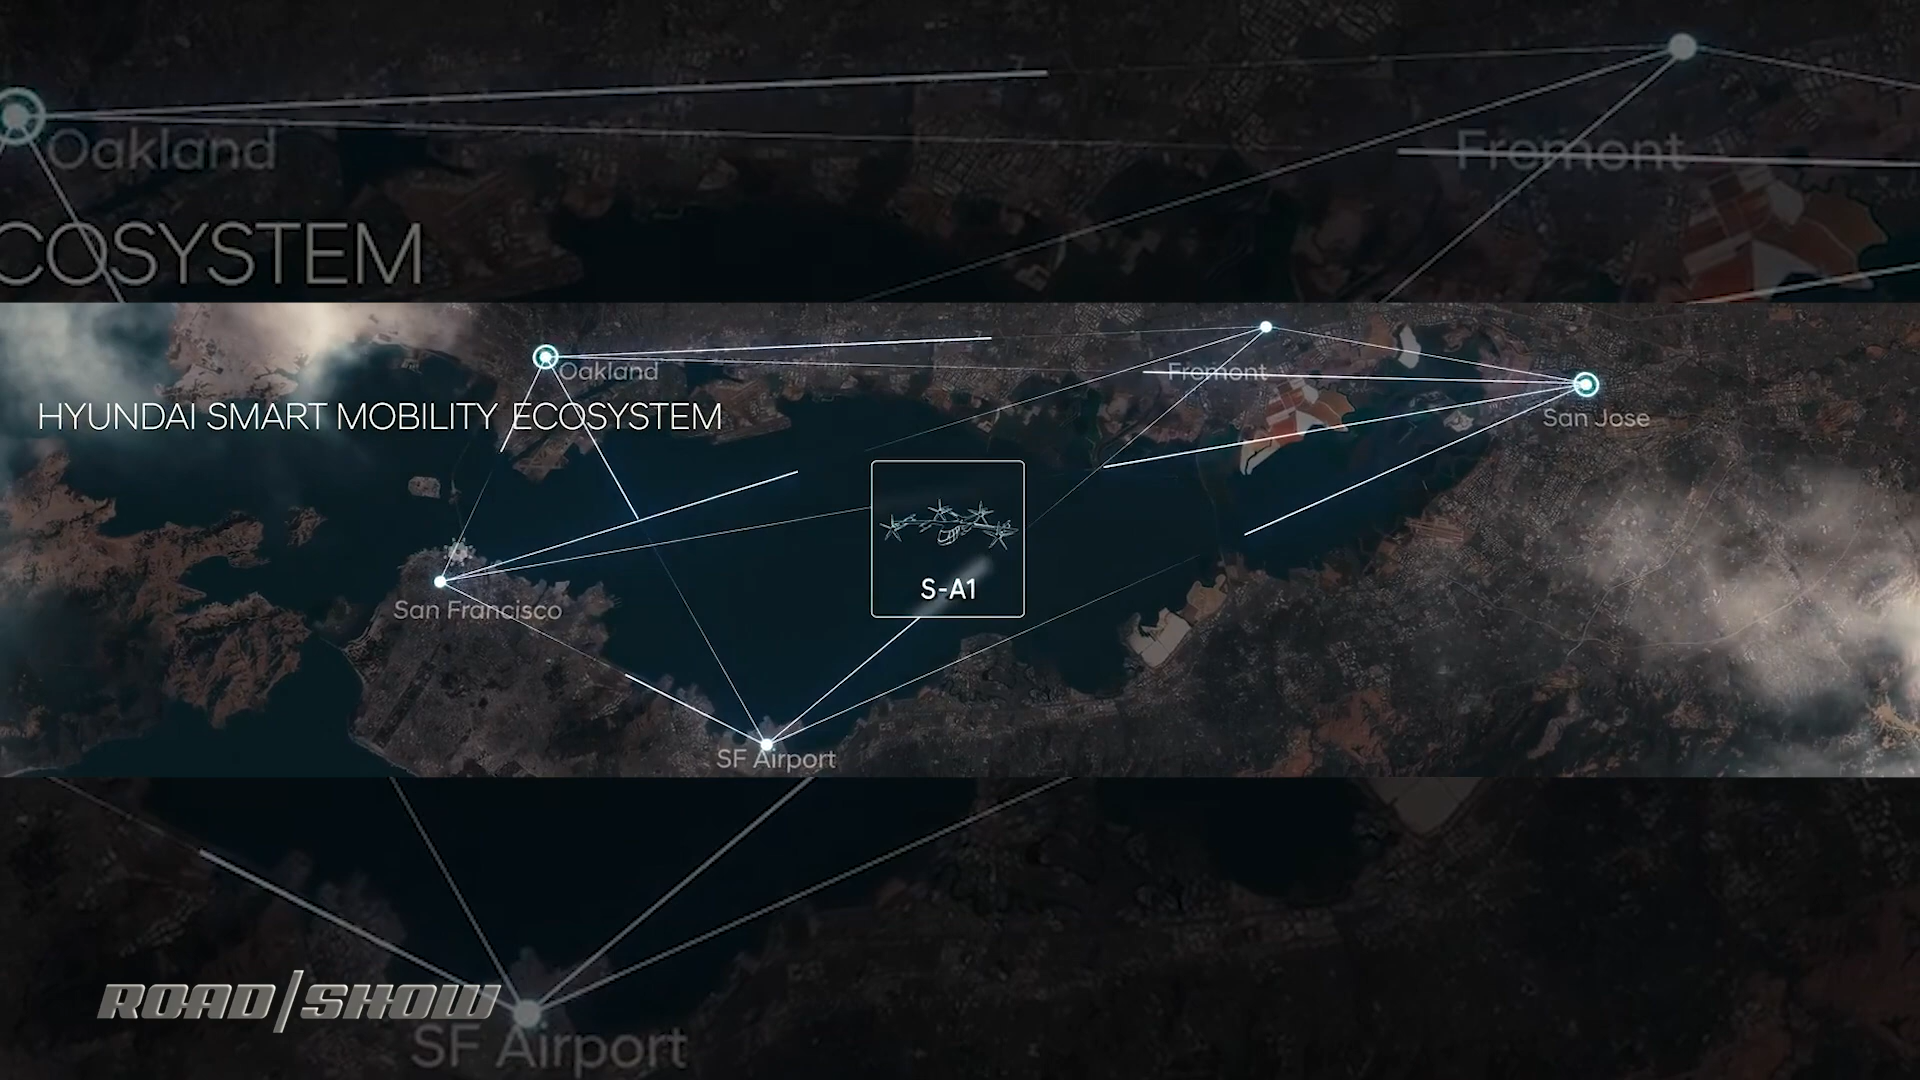 Oakland
Fremont
COSYSTEM
Oakland
Fremont
HYUNDAI SMART MOBILITY ECOSYSTEM
San Jose
S-A1
San Francisco
SF Airport
ROAD/SHOW
SF Airport